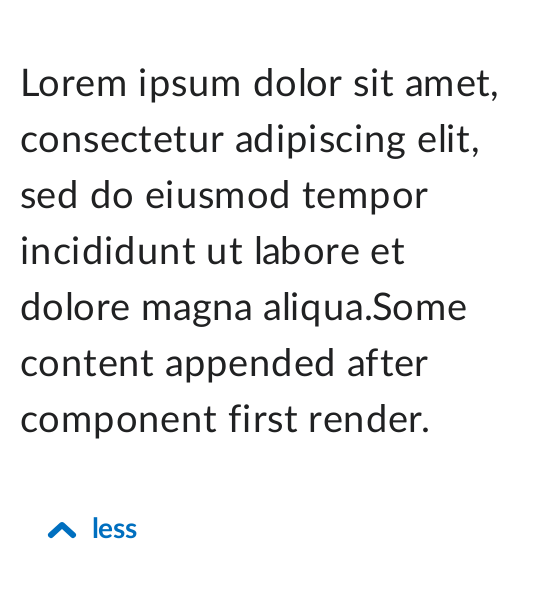 Lorem ipsum dolor sit amet,
consectetur adipiscing elit,
sed do eiusmod tempor
incididunt ut labore et
dolore magna aliqua.Some
content appended after
component first render.
less